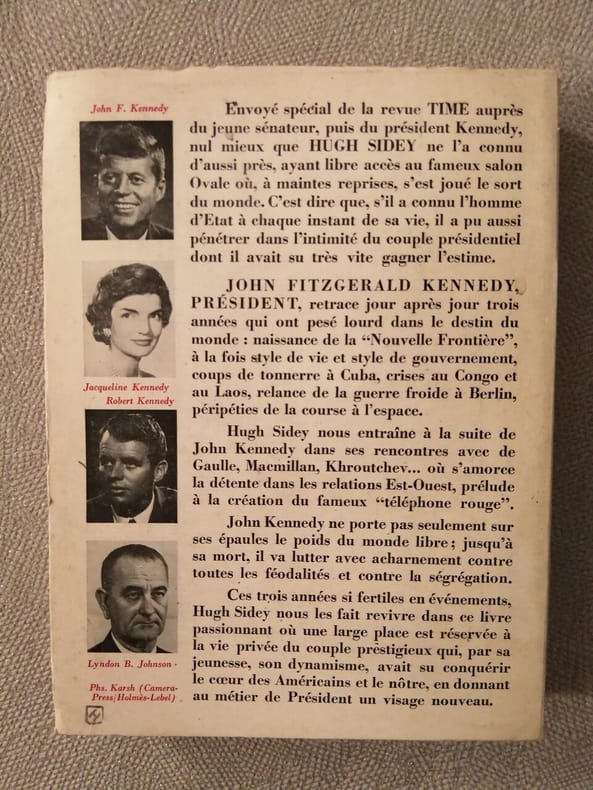 John F. Kennedy
Jacqueline Kennedy
Robert Kennedy
Lyndon B. Johnson
Phs. Karsh (Camera-
Press/Holmès-Lebel)
Envoyé spécial de la revue TIME auprès
du jeune sénateur, puis du président Kennedy,
nul mieux que HUGH SIDEY ne l'a connu
d'aussi près, ayant libre accès au fameux salon
Ovale où, à maintes reprises, s'est joué le sort
du monde. C'est dire que, s'il a connu l'homme
d'Etat à chaque instant de sa vie, il a pu aussi
pénétrer dans l'intimité du couple présidentiel
dont il avait su très vite gagner l'estime.
JOHN FITZGERALD KENNEDY,
PRÉSIDENT, retrace jour après jour trois
années qui ont pesé lourd dans le destin du
monde : naissance de la “Nouvelle Frontière”,
à la fois style de vie et style de gouvernement,
coups de tonnerre à Cuba, crises au Congo et
au Laos, relance de la guerre froide à Berlin,
péripéties de la course à l'espace.
Hugh Sidey nous entraîne à la suite de
John Kennedy dans ses rencontres avec de
Gaulle, Macmillan, Khroutchev... où s'amorce
la détente dans les relations Est-Ouest, prélude
à la création du fameux “téléphone rouge”.
John Kennedy ne porte pas seulement sur
ses épaules le poids du monde libre ; jusqu'à
sa mort, il va lutter avec acharnement contre
toutes les féodalités et contre la ségrégation.
Ces trois années si fertiles en événements,
Hugh Sidey nous les fait revivre dans ce livre
passionnant où une large place est réservée à
la vie privée du couple prèstigieux qui, par sa
jeunesse, son dynamisme, avait su conquérir
le cœur des Américains et le nôtre, en donnant
au métier de Président un visage nouveau.